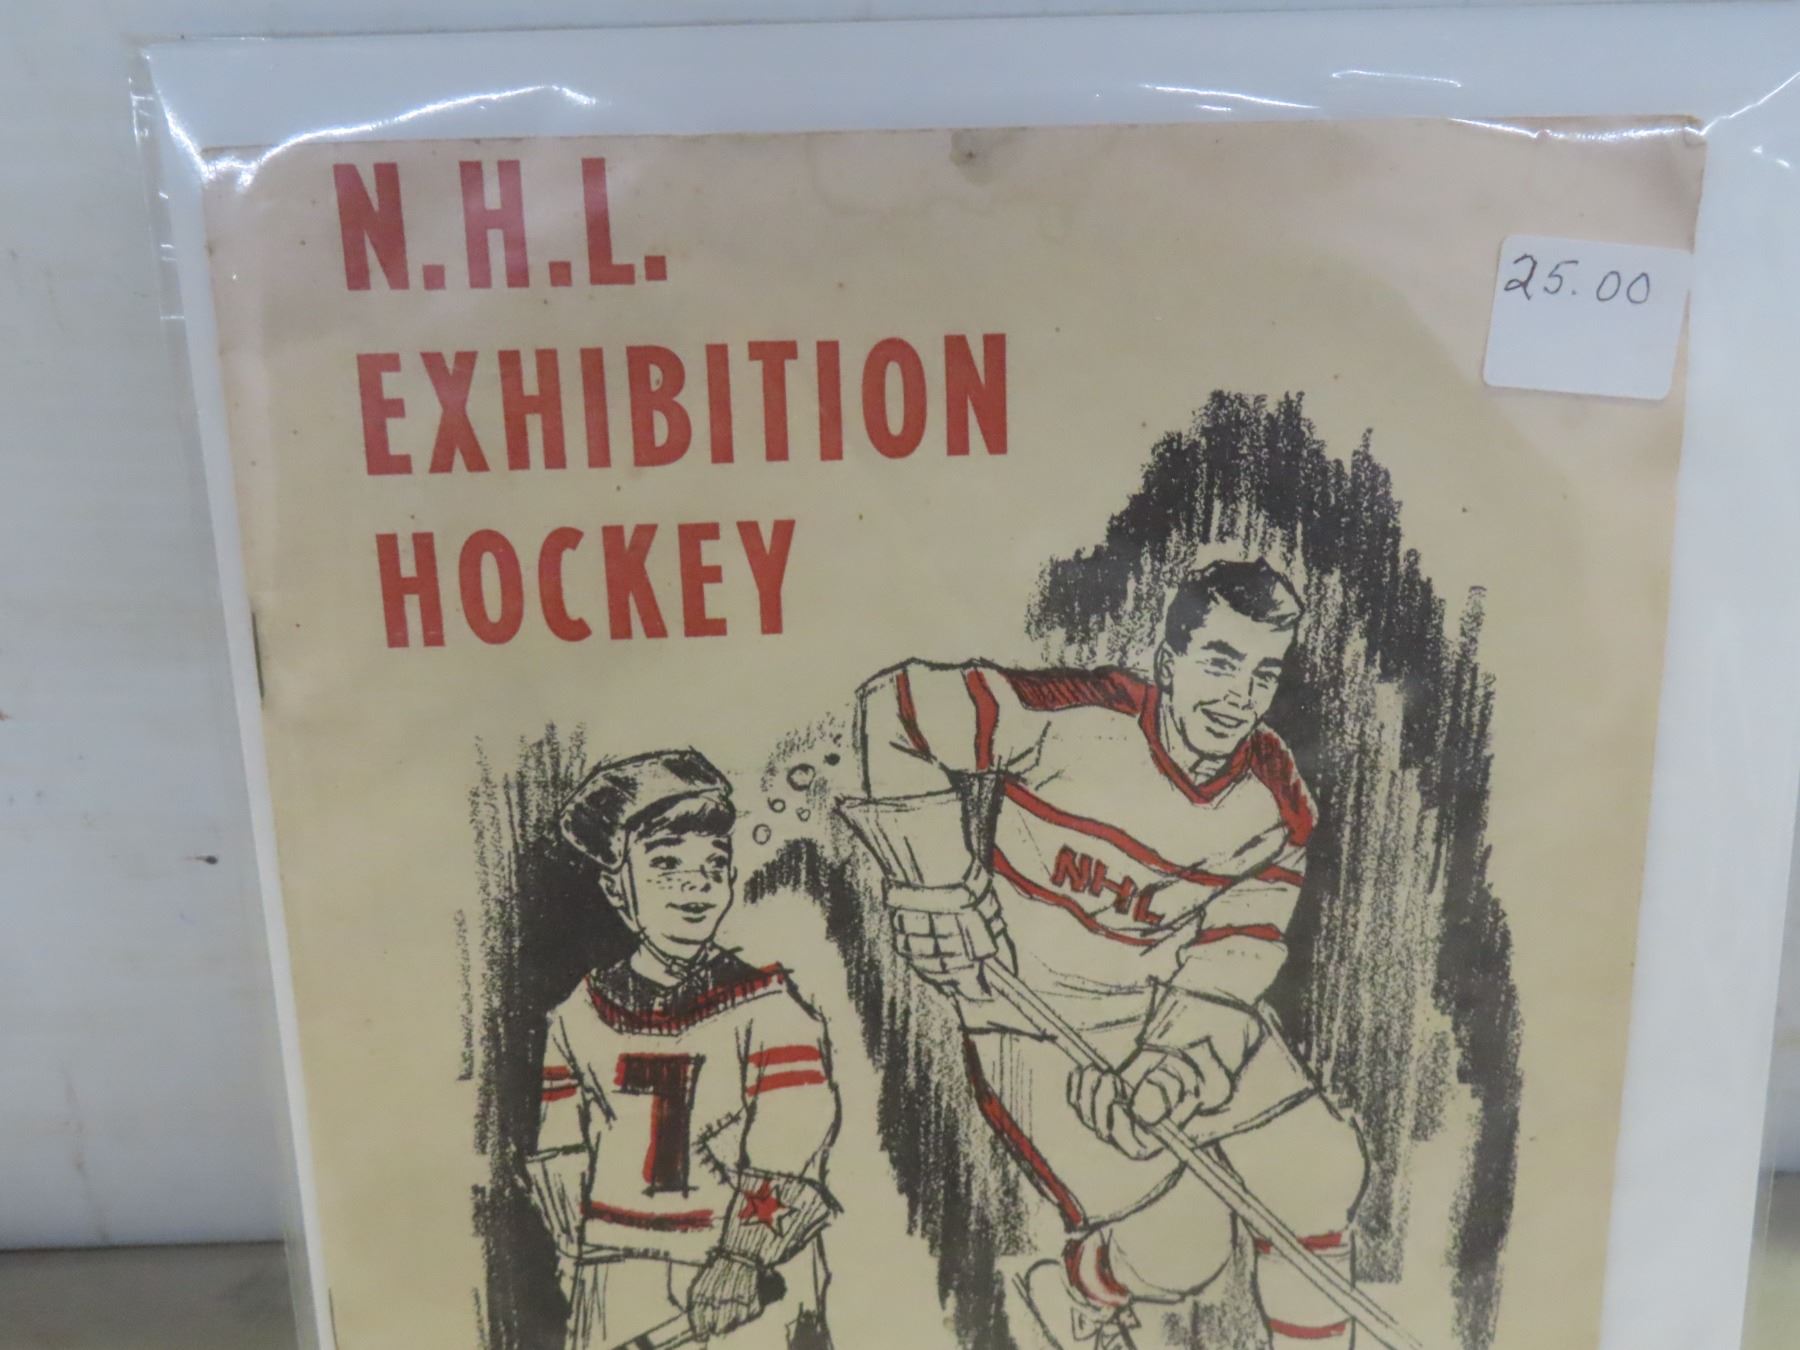 N.H.L.
25.00
EXHIBITION
HOCKEY
NHL
7